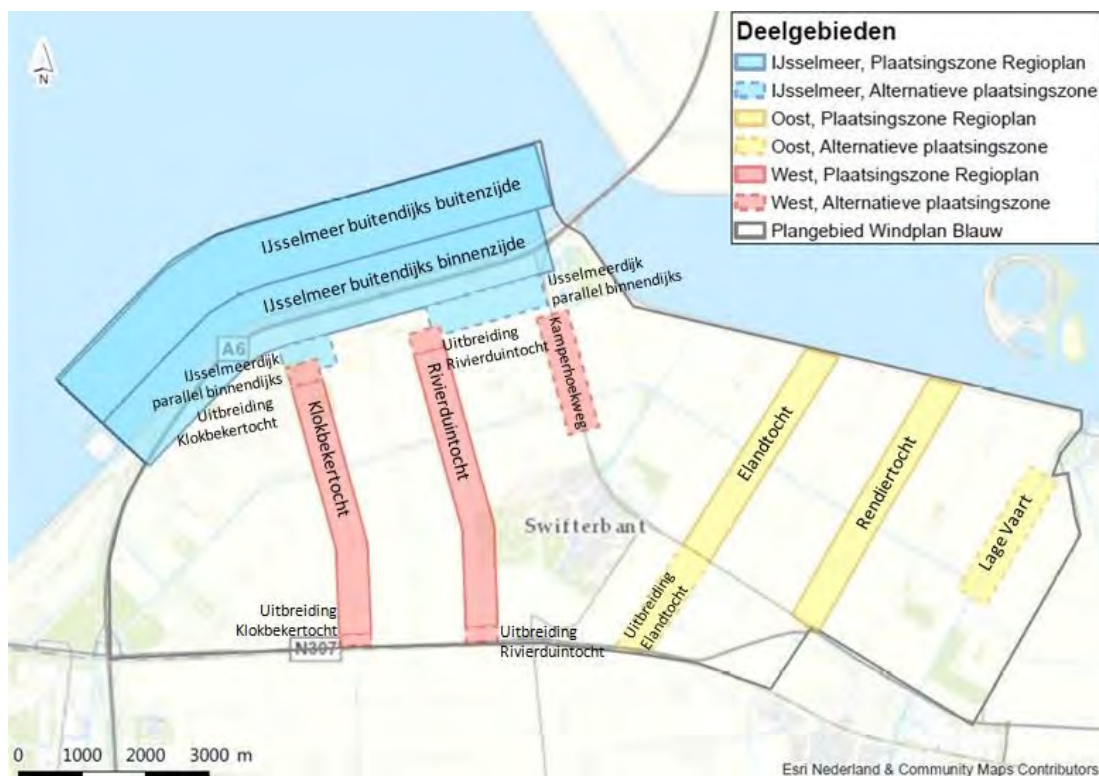 Deelgebieden
IJsselmeer, Plaatsingszone Regioplan
IJsselmeer, Alternatieve plaatsingszone
Oost, Plaatsingszone Regioplan
Oost, Alternatieve plaatsingszone
West, Plaatsingszone Regioplan
West, Alternatieve plaatsingszone
Plangebied Windplan Blauw
N
IJsselmeer buitendijks buitenzijde
IJsselmeer buitendijks binnenzijde
IJsselmeerdijk
parallel binnendijks
A6
IJsselmeerdijk
parallel binnendijks
Uitbreiding
Klokbekertocht
Uitbreiding
Rivierduintocht
Kamperhoekweg
Klokbekertocht
Rivierduintocht
Elandtocht
Rendiertocht
Lage Vaart
Swifterbant
Uitbreiding
Elandtocht
Uitbreiding
Klokbekertocht
Uitbreiding
Rivierduintocht
N307
0 1000 2000 3000 m
Esri Nederland & Community Maps Contributors